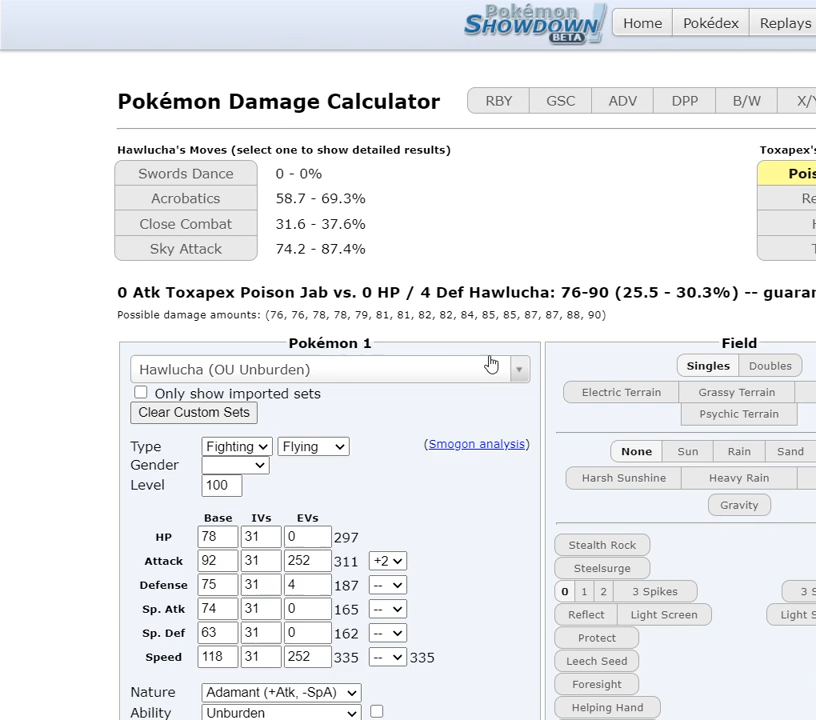 Pokémon
SHOWDOWN
BETA
Home Pokédex Replays
Pokémon Damage Calculator RBY GSC ADV DPP B/W X/Y
Hawlucha's Moves (select one to show detailed results) Toxapex's
Swords Dance 0 - 0%
Acrobatics 58.7 - 69.3%
Close Combat 31.6 - 37.6%
Sky Attack 74.2 - 87.4%
Pois
Re
H
T
0 Atk Toxapex Poison Jab vs. 0 HP / 4 Def Hawlucha: 76-90 (25.5 - 30.3%) -- guaran
Possible damage amounts: (76, 76, 78, 78, 79, 81, 81, 82, 82, 84, 85, 85, 87, 87, 88, 90)
Pokémon 1
Hawlucha (OU Unburden)
Only show imported sets
Clear Custom Sets
Type Fighting Flying (Smogon analysis)
Gender
Level 100
Base IVs EVs
HP 78 31 0 297
Attack 92 31 252 311 +2
Defense 75 31 4 187 --
Sp. Atk 74 31 0 165 --
Sp. Def 63 31 0 162 --
Speed 118 31 252 335 -- 335
Nature Adamant (+Atk, -SpA)
Ability Unburden
Field
Singles Doubles
Electric Terrain Grassy Terrain
Psychic Terrain
None Sun Rain Sand
Harsh Sunshine Heavy Rain
Gravity
Stealth Rock
Steelsurge
0 1 2 3 Spikes 3 S
Reflect Light Screen Light S
Protect
Leech Seed
Foresight
Helping Hand